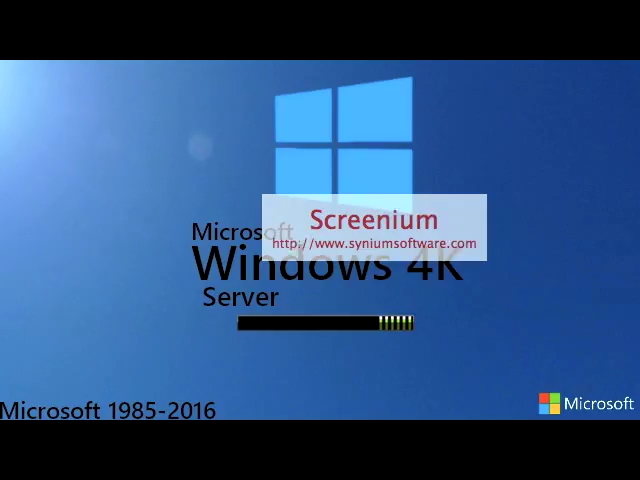 Screenium
Microsoft
http://www.syniumsoftware.com
Windows 4K
Server
Microsoft 1985-2016
Microsoft